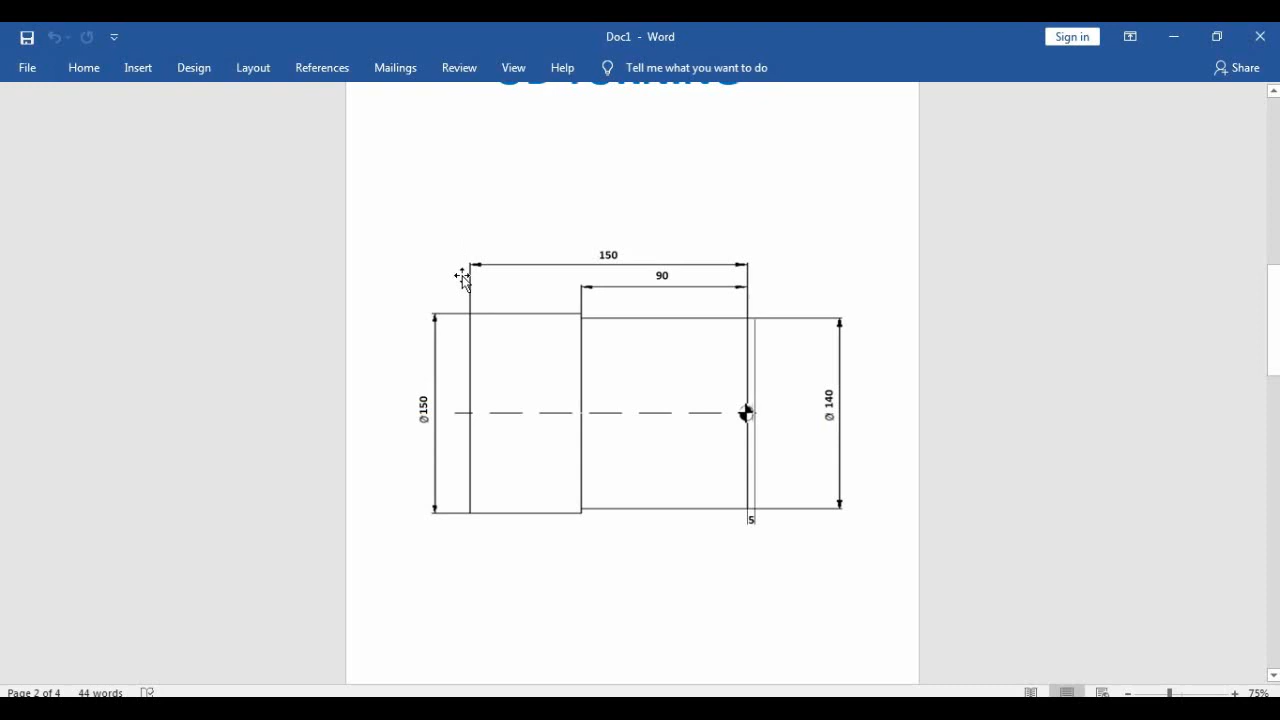 Doc1 - Word
Sign in
File Home Insert Design Layout References Mailings Review View Help Tell me what you want to do Share
150
90
Ø150
Ø 140
5
Page 2 of 4 44 words
75%